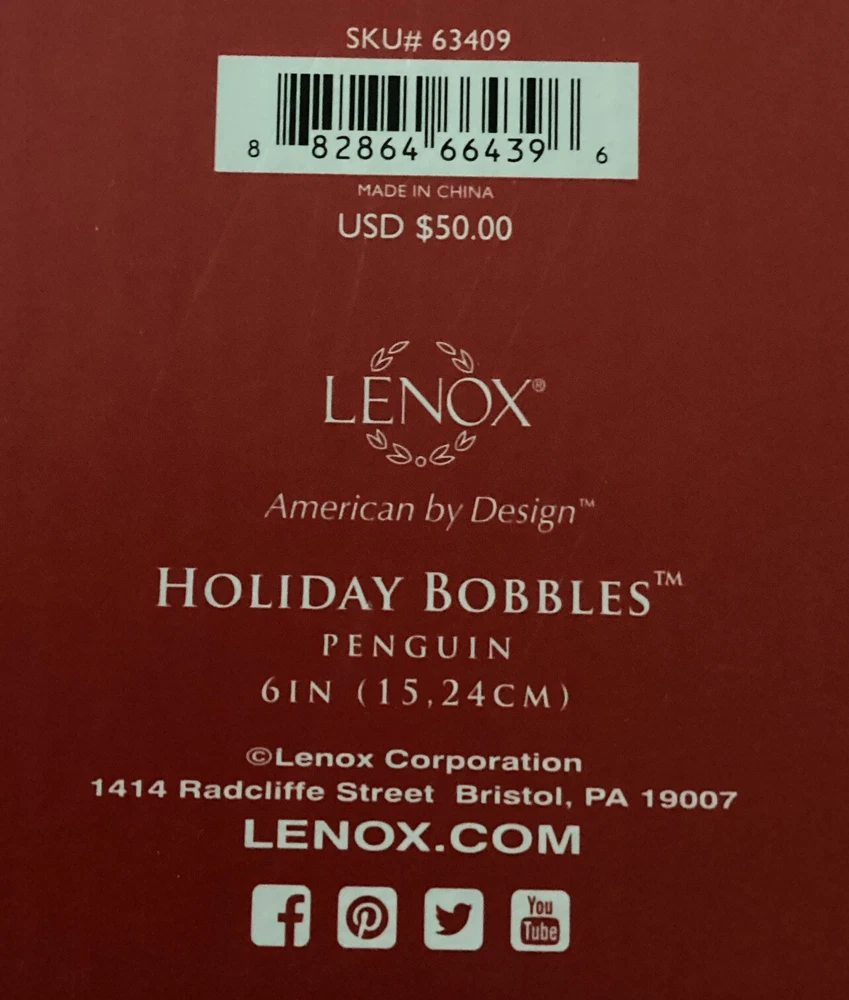 SKU# 63409
8 82864 66439 6
MADE IN CHINA
USD $50.00
LENOX®
American by Design™
HOLIDAY BOBBLES™
PENGUIN
6IN (15,24CM)
©Lenox Corporation
1414 Radcliffe Street Bristol, PA 19007
LENOX.COM
You
Tube